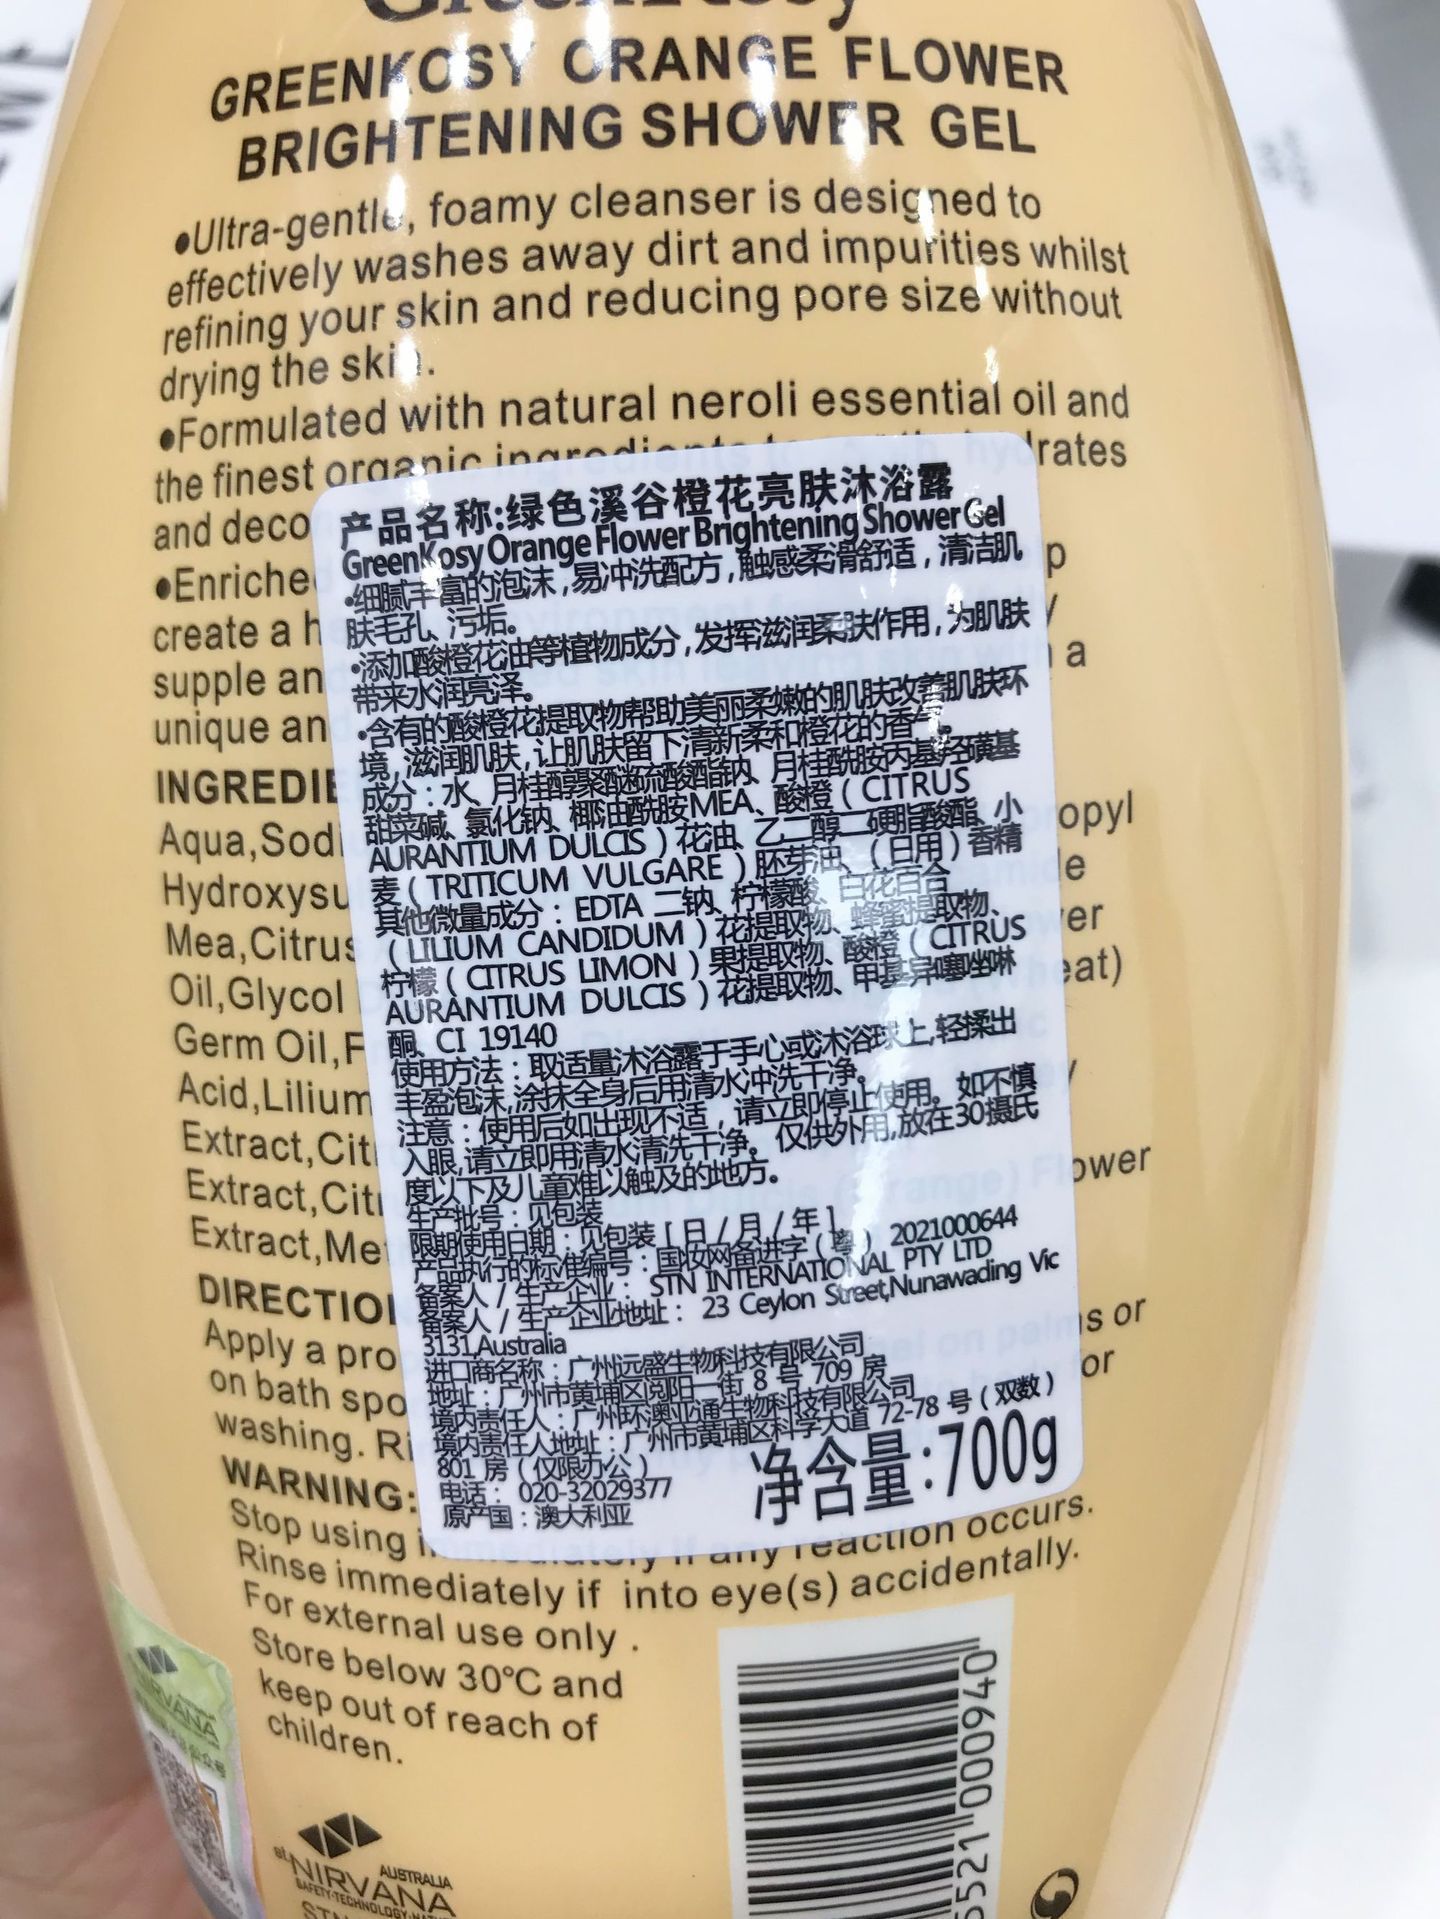 GREENKOSY ORANGE FLOWER
BRIGHTENING SHOWER GEL
•Ultra-gentle, foamy cleanser is designed to
effectively washes away dirt and impurities whilst
refining your skin and reducing pore size without
drying the skin.
•Formulated with natural neroli essential oil and
the finest organic ingredients
hydrates
and deco
•Enriche
create a h
supple an
a
unique an
INGREDIE
Aqua,Sodi
opyl
Hydroxysu
Mea,Citrus
Oil,Glycol
Germ Oil,F
Acid,Lilium
Extract,Cit
Extract,Cit
Flower
Extract,Me
DIRECTIO
Apply a pro
palms or
on bath spo
for
washing. Ri
WARNING:
Stop using immediately if any reaction occurs.
Rinse immediately if into eye(s) accidentally.
For external use only .
Store below 30℃ and
keep out of reach of
children.
产品名称:绿色溪谷橙花亮肤沐浴露
GreenKosy Orange Flower Brightening Shower Gel
•细腻丰富的泡沫,易冲洗配方,触感柔滑舒适,清洁肌
肤毛孔、污垢。
•添加酸橙花油等植物成分,发挥滋润柔肤作用,为肌肤
带来水润亮泽。
•含有的酸橙花提取物帮助美丽柔嫩的肌肤改善肌肤环
境,滋润肌肤,让肌肤留下清新柔和橙花的香气。
成分:水、月桂醇聚醚硫酸酯钠、月桂酰胺丙基羟磺基
甜菜碱、氯化钠、椰油酰胺MEA、酸橙(CITRUS
AURANTIUM DULCIS)花油、乙二醇二硬脂酸酯、小
麦(TRITICUM VULGARE)胚芽油、(日用)香精
其他微量成分:EDTA 二钠、柠檬酸、白花百合
(LILIUM CANDIDUM)花提取物、蜂蜜提取物、
柠檬(CITRUS LIMON)果提取物、酸橙(CITRUS
AURANTIUM DULCIS)花提取物、甲基异噻唑啉
酮、CI 19140
使用方法:取适量沐浴露于手心或沐浴球上,轻揉出
丰盈泡沫,涂抹全身后用清水冲洗干净。
注意:使用后如出现不适,请立即停止使用。如不慎
入眼,请立即用清水清洗干净。仅供外用,放在30摄氏
度以下及儿童难以触及的地方。
生产批号:见包装
限期使用日期:见包装[日/月/年]
产品执行的标准编号:国妆网备进字(粤)2021000644
备案人/生产企业:STN INTERNATIONAL PTY LTD
备案人/生产企业地址:23 Ceylon Street,Nunawading Vic
3131,Australia
进口商名称:广州远盛生物科技有限公司
地址:广州市黄埔区悦阳一街 8 号 709 房
境内责任人:广州环澳亚通生物科技有限公司
境内责任人地址:广州市黄埔区科学大道 72-78 号(双数)
801 房(仅限办公)
电话:020-32029377
原产国:澳大利亚
净含量:700g
NIRVANA
AUSTRALIA
NIRVANA
5521 000940